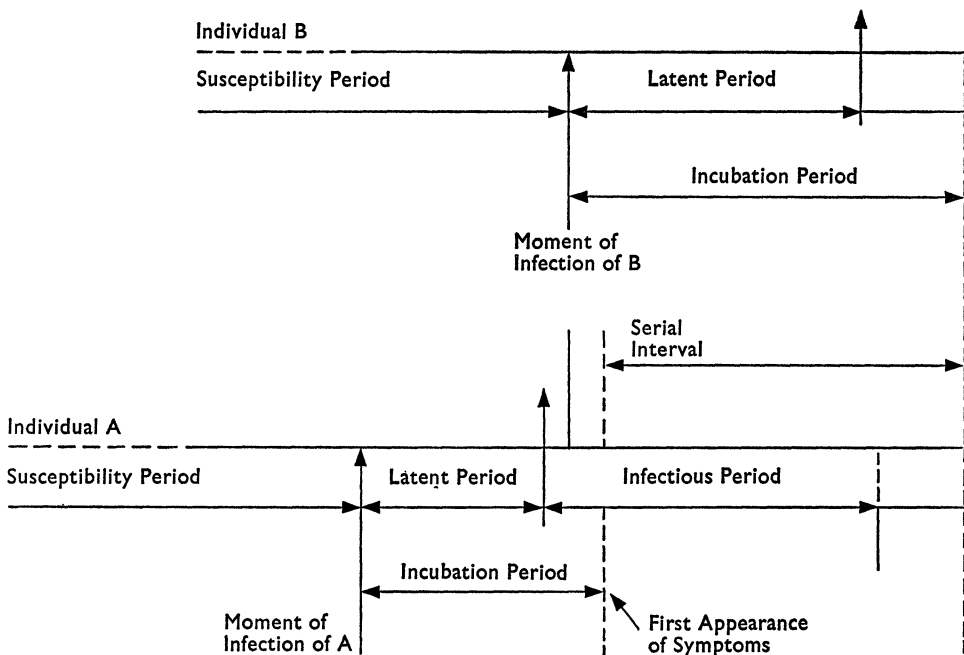 Individual B
Susceptibility Period
Latent Period
Incubation Period
Moment of
Infection of B
Serial
Interval
Individual A
Susceptibility Period
Latent Period
Infectious Period
Incubation Period
Moment of
Infection of A
First Appearance
of Symptoms